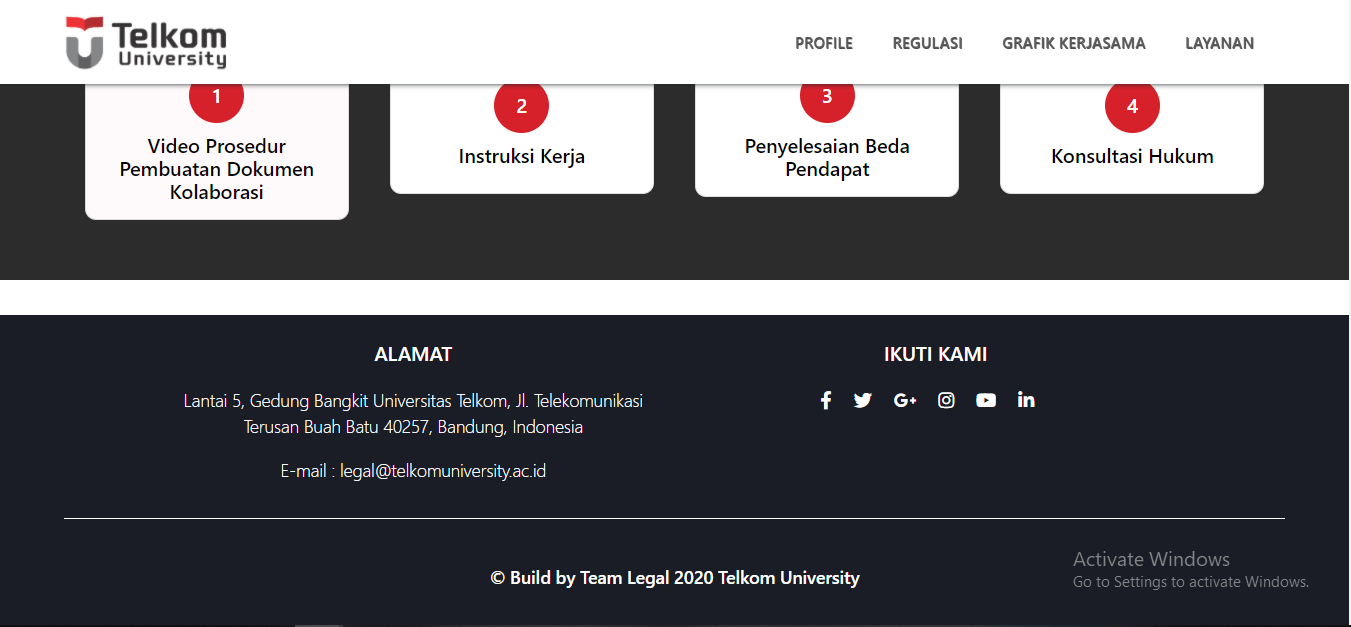 Telkom
University
PROFILE
REGULASI
GRAFIK KERJASAMA
LAYANAN
1
Video Prosedur
Pembuatan Dokumen
Kolaborasi
2
Instruksi Kerja
3
Penyelesaian Beda
Pendapat
4
Konsultasi Hukum
ALAMAT
Lantai 5, Gedung Bangkit Universitas Telkom, Jl. Telekomunikasi
Terusan Buah Batu 40257, Bandung, Indonesia
E-mail : legal@telkomuniversity.ac.id
IKUTI KAMI
© Build by Team Legal 2020 Telkom University
Activate Windows
Go to Settings to activate Windows.